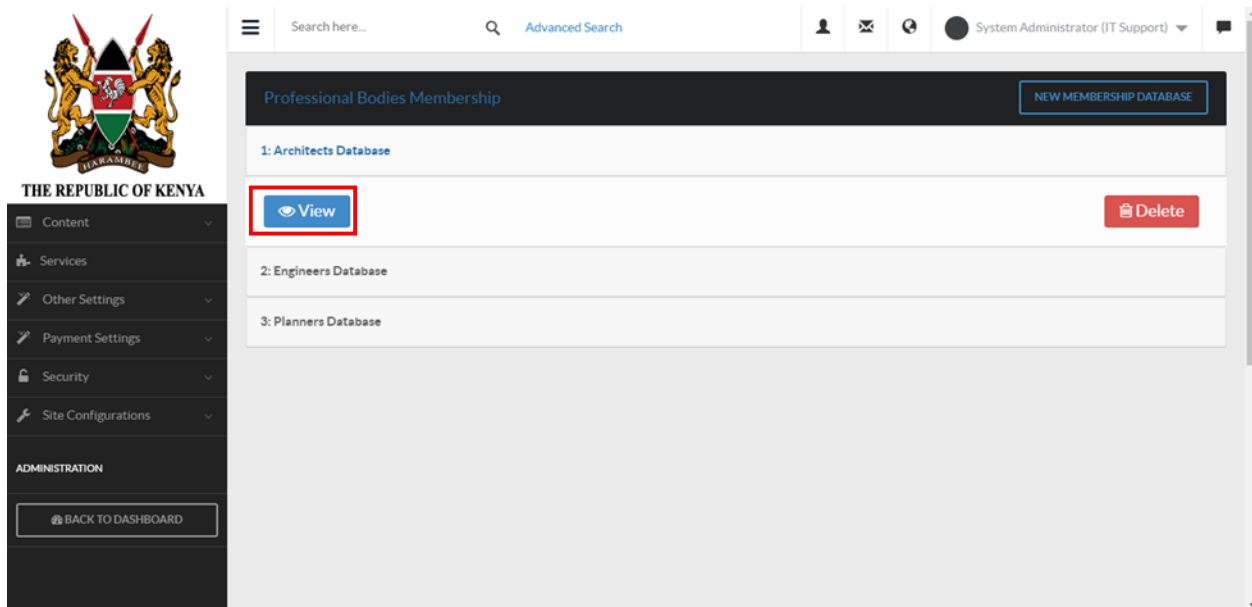 Search here...
Advanced Search
System Administrator (IT Support)
HARAMBEE
THE REPUBLIC OF KENYA
Content
Services
Other Settings
Payment Settings
Security
Site Configurations
ADMINISTRATION
BACK TO DASHBOARD
Professional Bodies Membership
NEW MEMBERSHIP DATABASE
1: Architects Database
View
Delete
2: Engineers Database
3: Planners Database